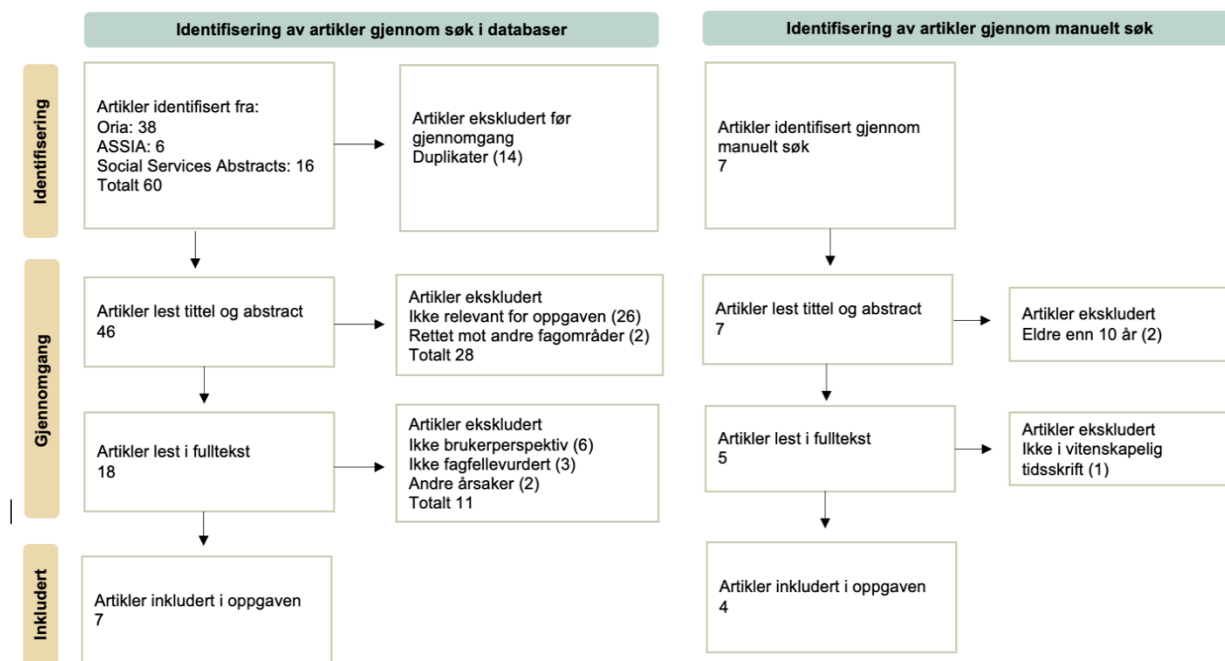 Identifisering av artikler gjennom søk i databaser
Identifisering av artikler gjennom manuelt søk
Identifisering
Artikler identifisert fra:
Oria: 38
ASSIA: 6
Social Services Abstracts: 16
Totalt 60
Artikler ekskludert før
gjennomgang
Duplikater (14)
Artikler identifisert gjennom
manuelt søk
7
Gjennomgang
Artikler lest tittel og abstract
46
Artikler ekskludert
Ikke relevant for oppgaven (26)
Rettet mot andre fagområder (2)
Totalt 28
Artikler lest tittel og abstract
7
Artikler ekskludert
Eldre enn 10 år (2)
Artikler lest i fulltekst
18
Artikler ekskludert
Ikke brukerperspektiv (6)
Ikke fagfellevurdert (3)
Andre årsaker (2)
Totalt 11
Artikler lest i fulltekst
5
Artikler ekskludert
Ikke i vitenskapelig
tidsskrift (1)
Inkludert
Artikler inkludert i oppgaven
7
Artikler inkludert i oppgaven
4